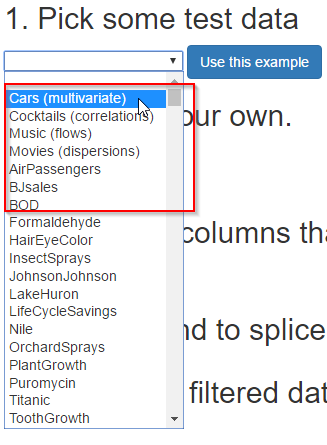 1. Pick some test data
Use this example
Cars (multivariate)
Cocktails (correlations)
Music (flows)
Movies (dispersions)
AirPassengers
BJsales
BOD
Formaldehyde
HairEyeColor
InsectSprays
JohnsonJohnson
LakeHuron
LifeCycleSavings
Nile
OrchardSprays
PlantGrowth
Puromycin
Titanic
ToothGrowth
our own.
columns tha
nd to splice
filtered dat